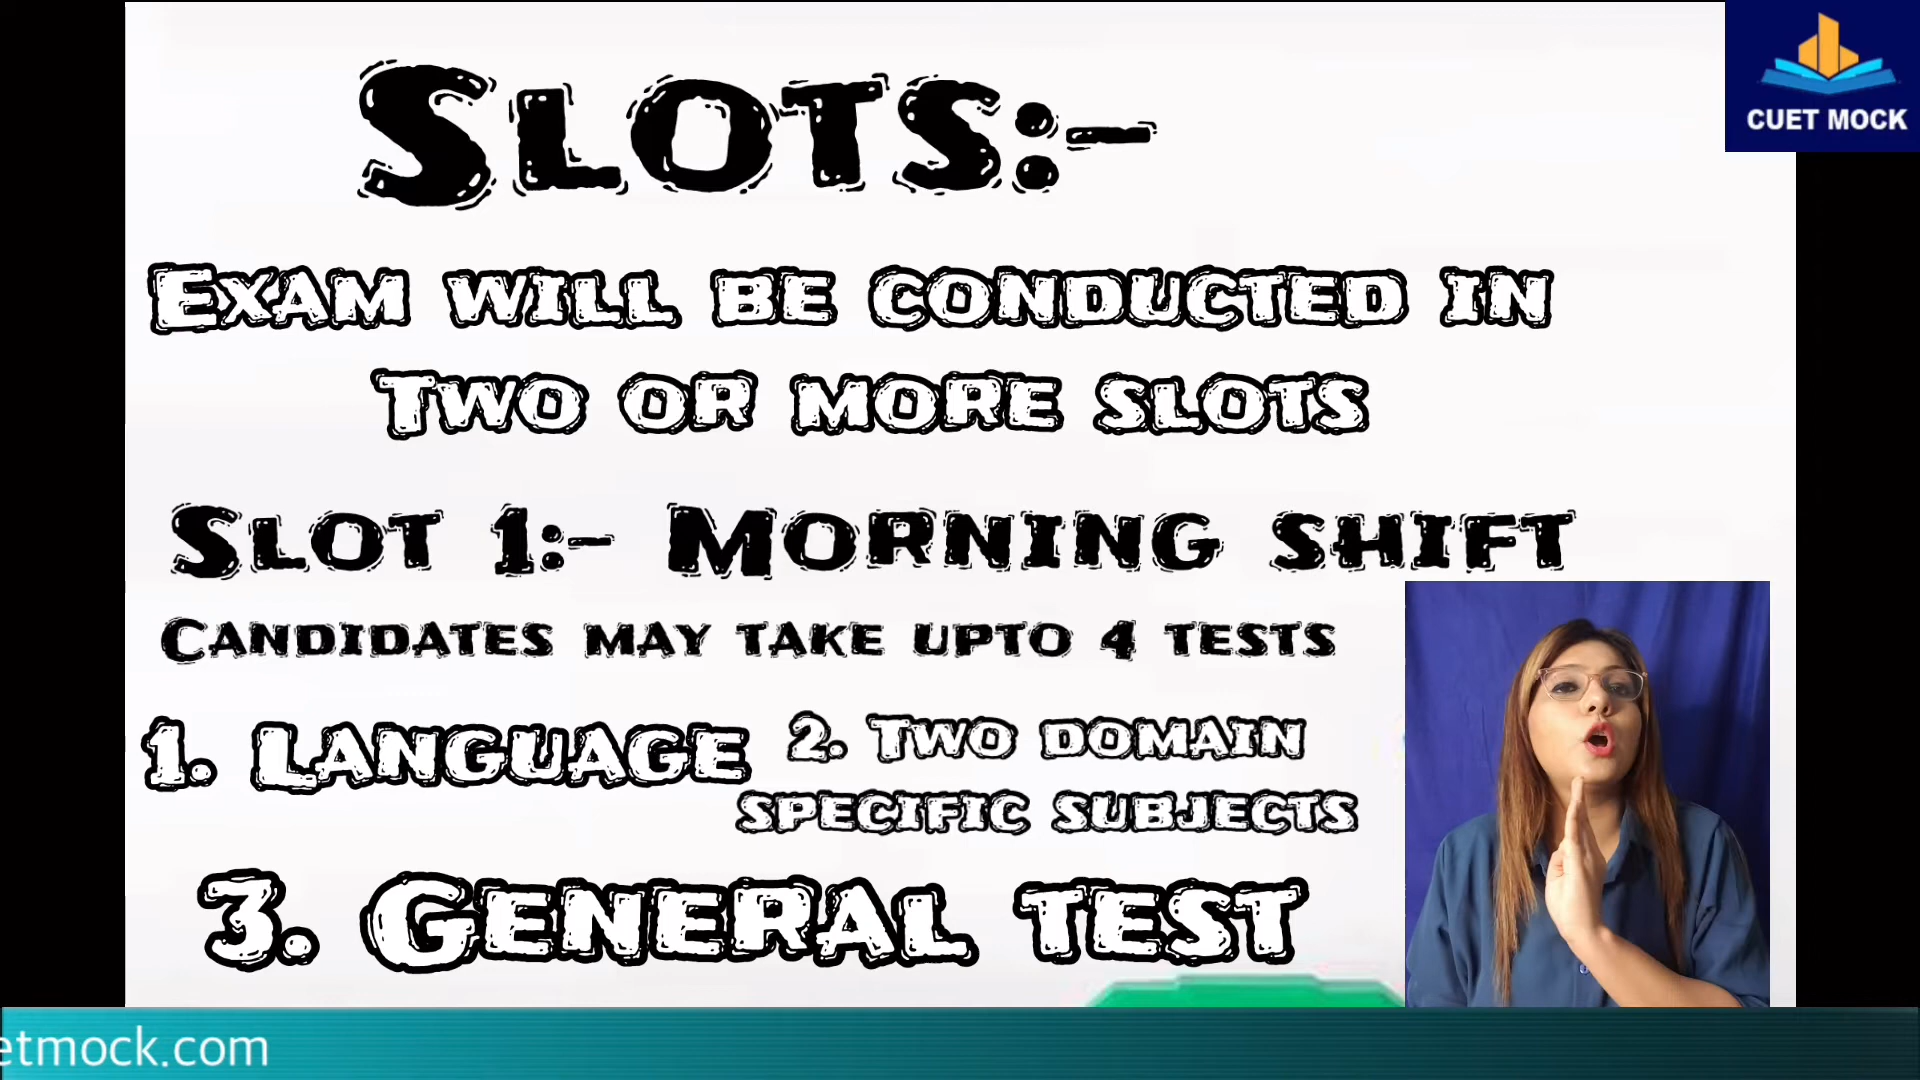 Slots:-
CUET MOCK
Exam will be conducted in
Two or more slots
Slot 1:- Morning shift
Candidates may take upto 4 tests
1. Language
2. Two domain
specific subjects
3. General test
etmock.com